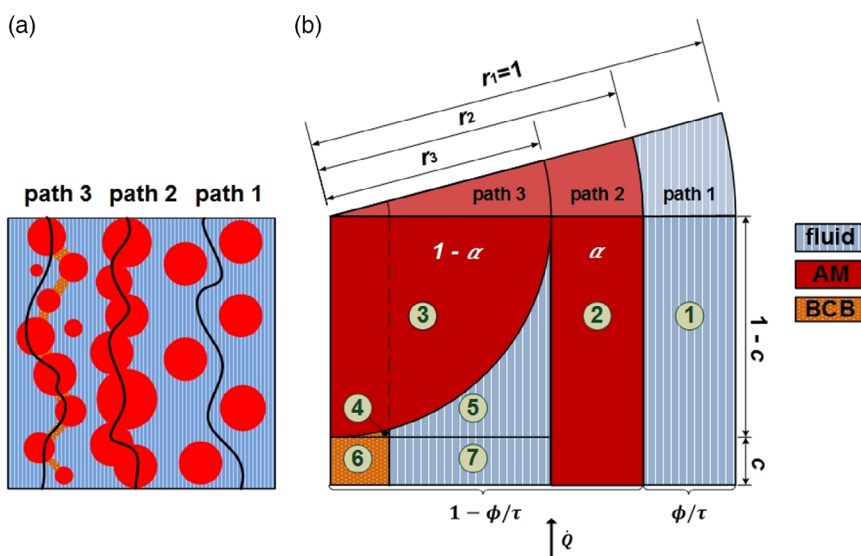 (a)
(b)
r₁=1
r₂
r₃
path 3 path 2 path 1
path 3 path 2 path 1
1 - α α
3 2 1
4 5
6 7
1 - c
c
1 − ϕ/τ ϕ/τ
Q̇
fluid
AM
BCB